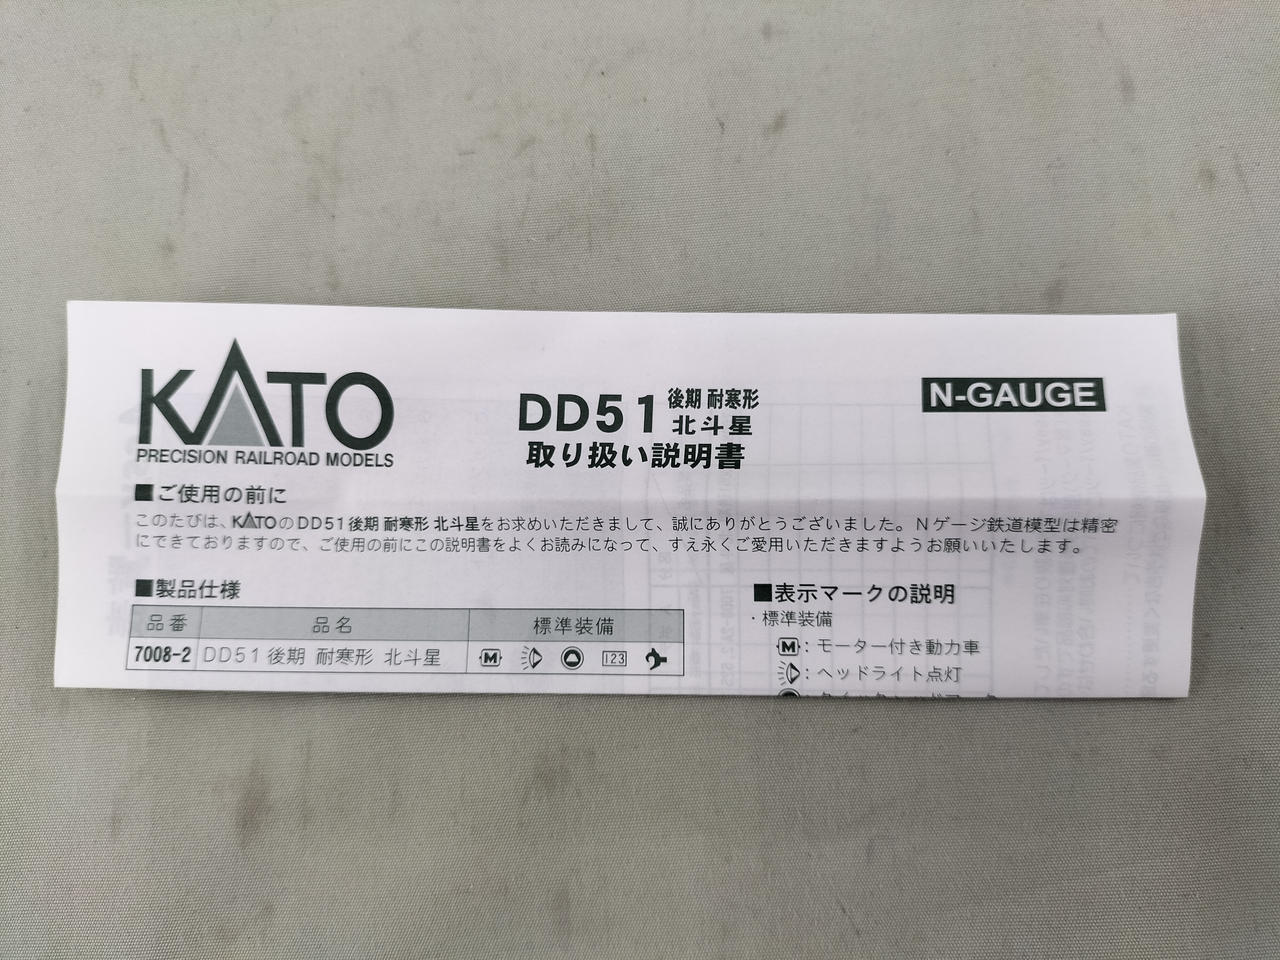 KATO
PRECISION RAILROAD MODELS
DD51 後期 耐寒形 北斗星
取り扱い説明書
N-GAUGE
■ご使用の前に
このたびは、KATOのDD51後期 耐寒形 北斗星をお求めいただきまして、誠にありがとうございました。Nゲージ鉄道模型は精密
にできておりますので、ご使用の前にこの説明書をよくお読みになって、すえ永くご愛用いただきますようお願いいたします。
■製品仕様
品番 品名 標準装備
7008-2 DD51後期 耐寒形 北斗星 M 123
■表示マークの説明
・標準装備
M：モーター付き動力車
：ヘッドライト点灯